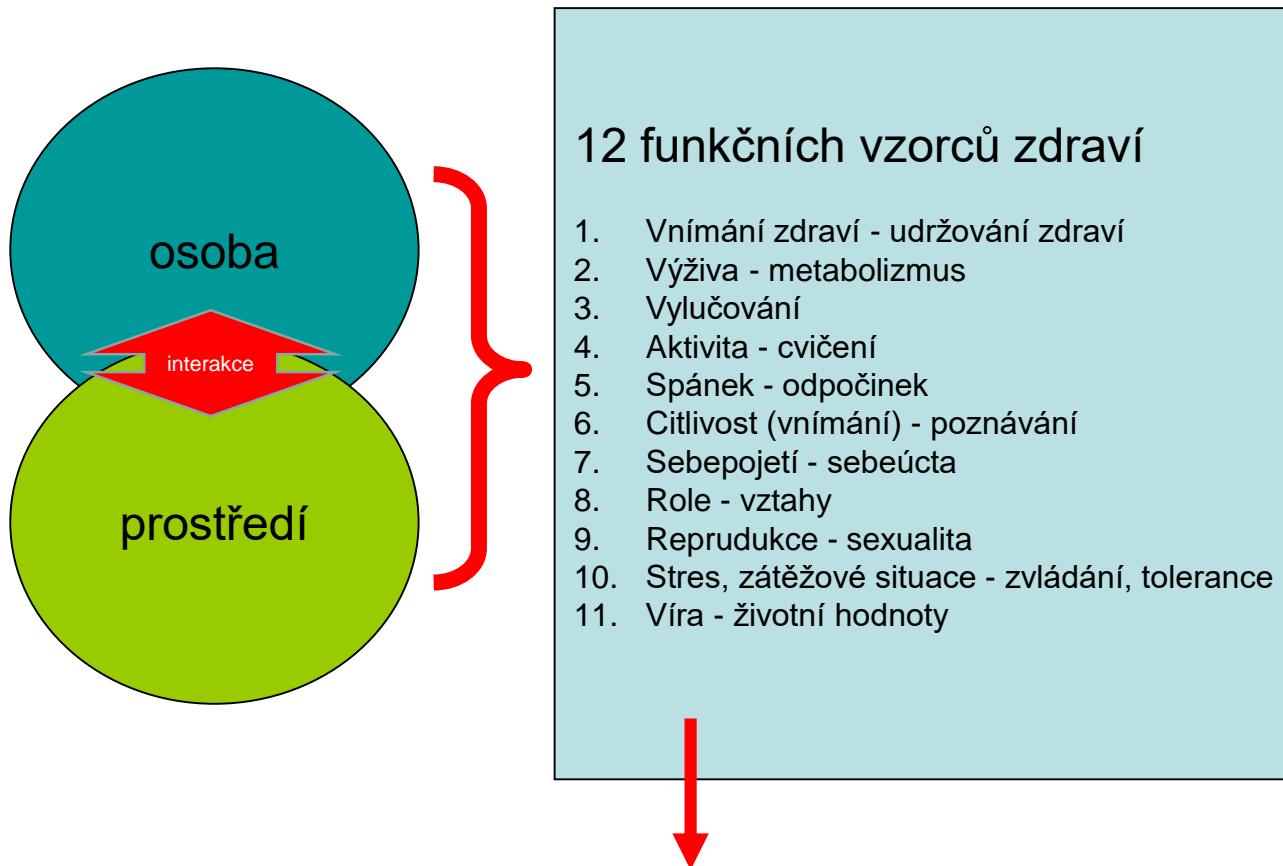 osoba
interakce
prostředí
12 funkčních vzorců zdraví
1. Vnímání zdraví - udržování zdraví
2. Výživa - metabolizmus
3. Vylučování
4. Aktivita - cvičení
5. Spánek - odpočinek
6. Citlivost (vnímání) - poznávání
7. Sebepojetí - sebeúcta
8. Role - vztahy
9. Reprudukce - sexualita
10. Stres, zátěžové situace - zvládání, tolerance
11. Víra - životní hodnoty